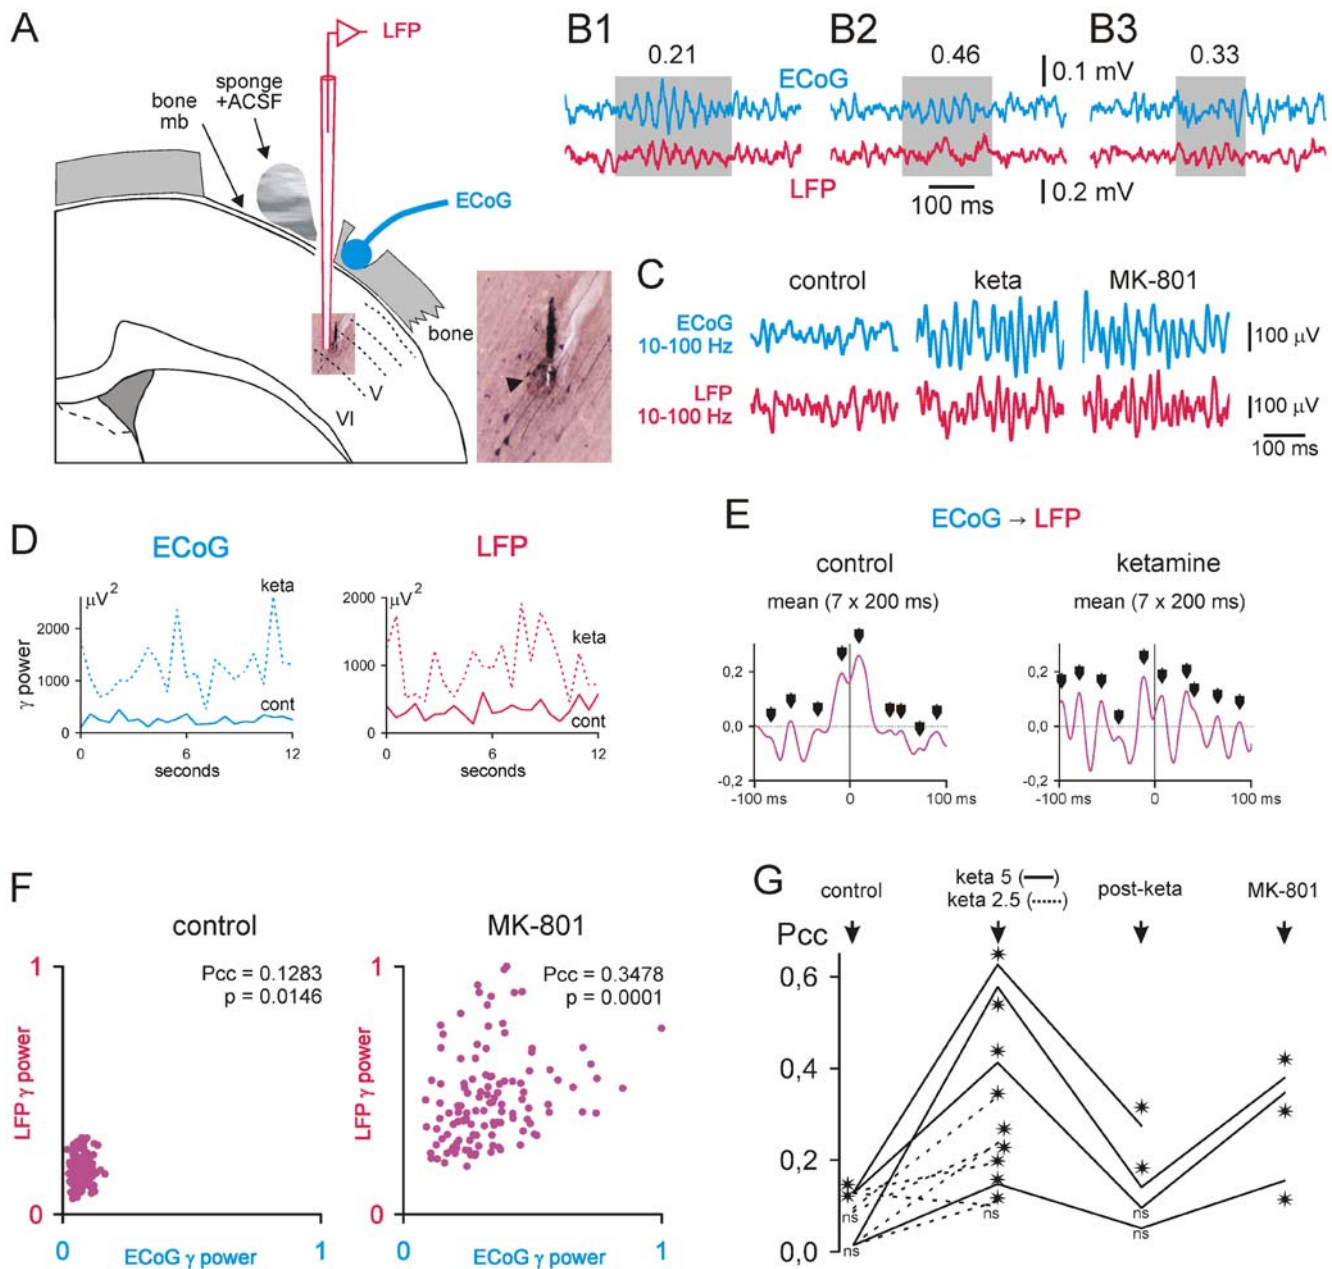 A
LFP
sponge
+ACSF
bone
mb
ECoG
bone
V
VI
B1
B2
B3
0.21
0.46
0.33
ECoG
0.1 mV
LFP
0.2 mV
100 ms
C
control
keta
MK-801
ECoG
10-100 Hz
100 μV
LFP
10-100 Hz
100 μV
100 ms
D
ECoG
LFP
μV²
keta
2000
1000
0
γ power
cont
0
6
12
seconds
2000
μV²
keta
1000
cont
0
0
6
12
seconds
E
ECoG → LFP
control
ketamine
mean (7 x 200 ms)
mean (7 x 200 ms)
0,2
0,0
-0,2
-100 ms
0
100 ms
0,2
0,0
-0,2
-100 ms
0
100 ms
F
control
MK-801
1
Pcc = 0.1283
p = 0.0146
LFP γ power
0
0
ECoG γ power
1
1
Pcc = 0.3478
p = 0.0001
LFP γ power
0
0
ECoG γ power
1
G
control
keta 5 (—)
keta 2.5 (······)
post-keta
MK-801
Pcc
0,6
0,4
0,2
0,0
ns
ns
ns
ns
ns